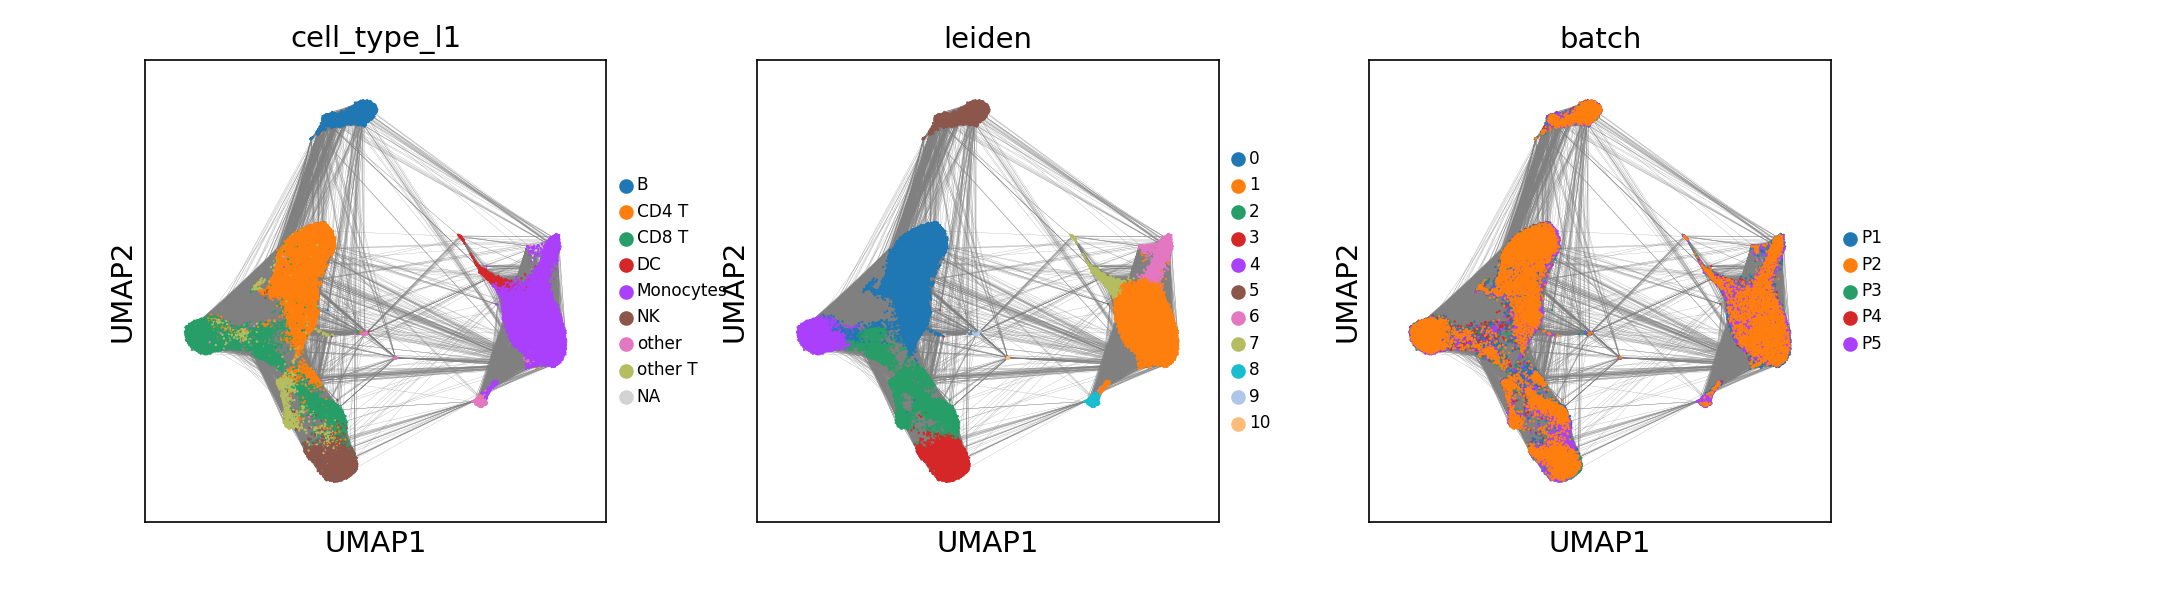 cell_type_l1
UMAP2
UMAP1
B
CD4 T
CD8 T
DC
Monocytes
NK
other
other T
NA
leiden
UMAP2
UMAP1
0
1
2
3
4
5
6
7
8
9
10
batch
UMAP2
UMAP1
P1
P2
P3
P4
P5